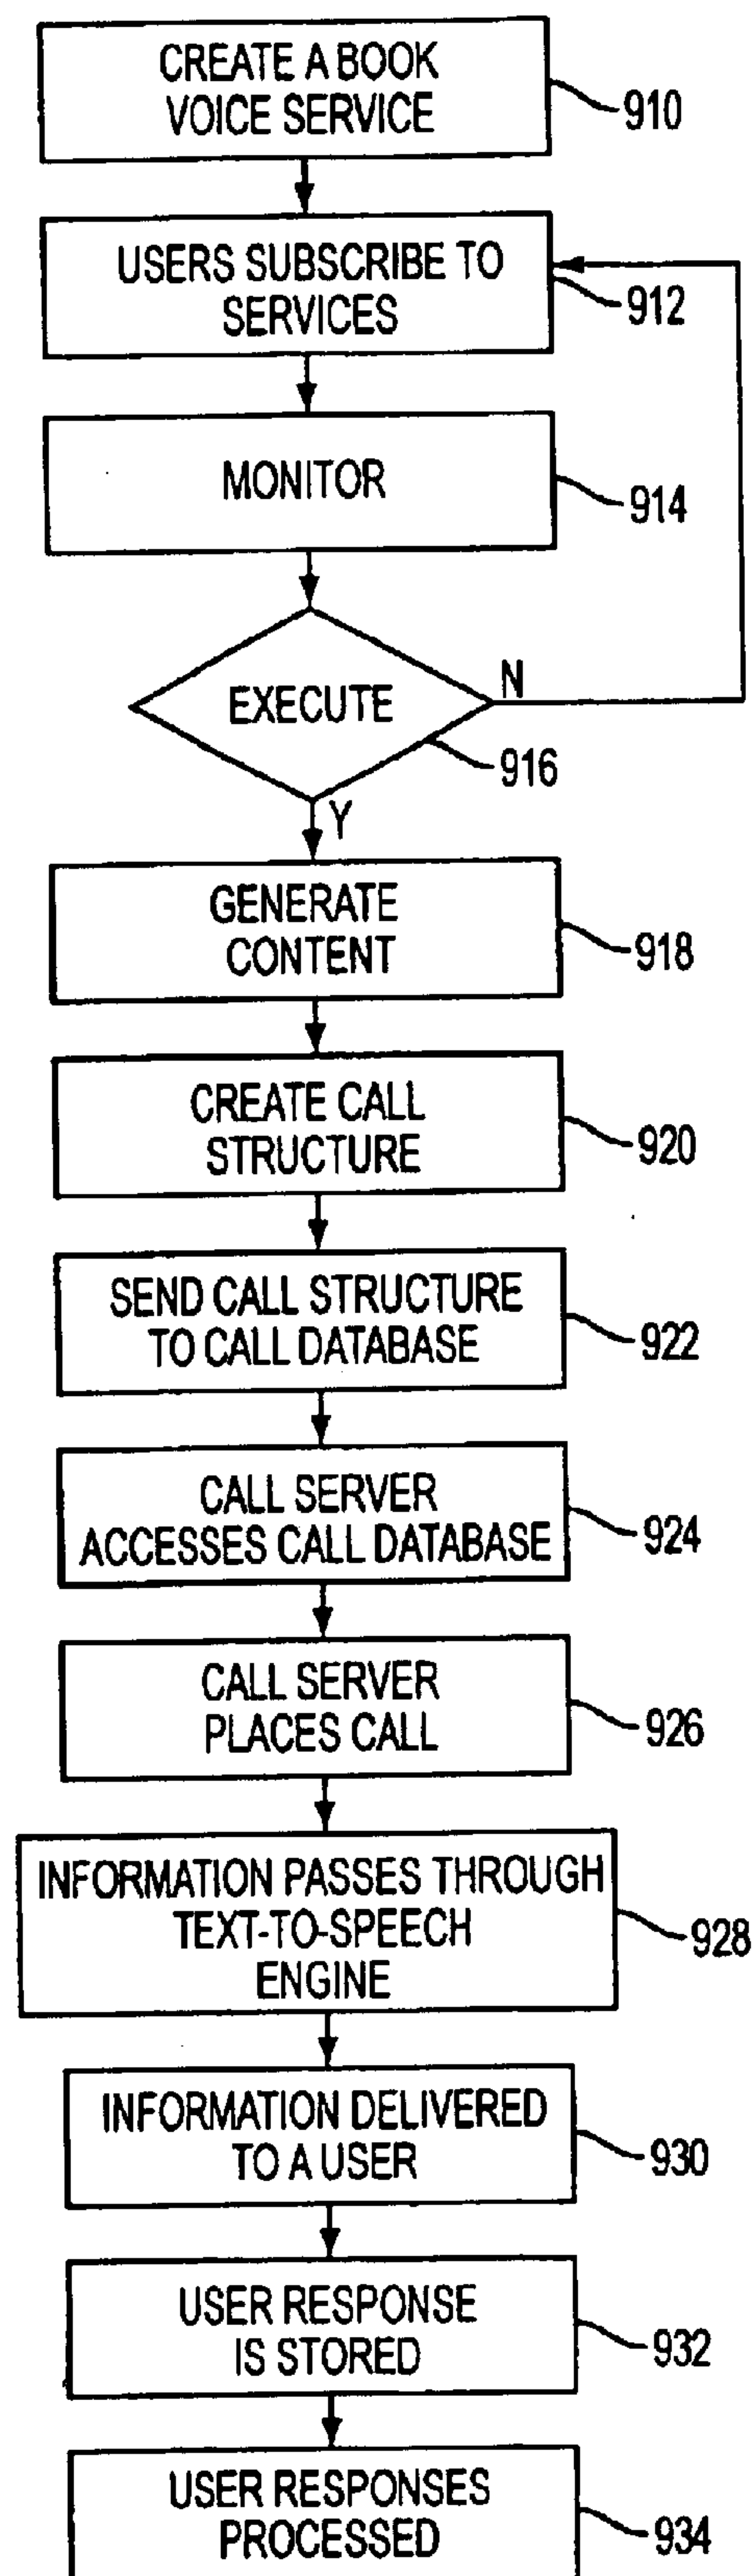 CREATE A BOOK
VOICE SERVICE
910
USERS SUBSCRIBE TO
SERVICES
912
MONITOR
914
EXECUTE
N
916
Y
GENERATE
CONTENT
918
CREATE CALL
STRUCTURE
920
SEND CALL STRUCTURE
TO CALL DATABASE
922
CALL SERVER
ACCESSES CALL DATABASE
924
CALL SERVER
PLACES CALL
926
INFORMATION PASSES THROUGH
TEXT-TO-SPEECH
ENGINE
928
INFORMATION DELIVERED
TO A USER
930
USER RESPONSE
IS STORED
932
USER RESPONSES
PROCESSED
934